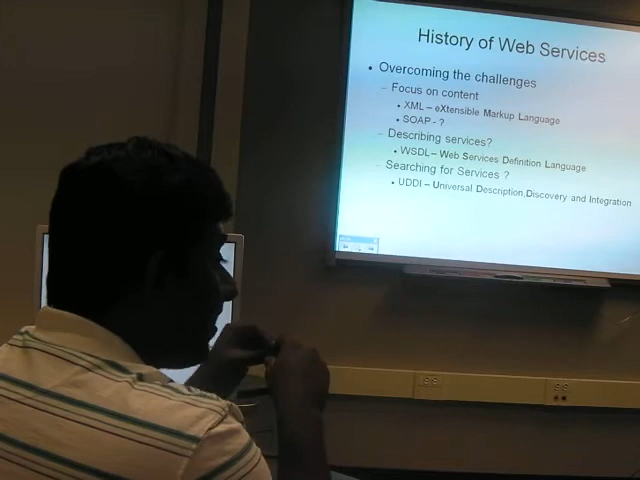 History of Web Services
• Overcoming the challenges
– Focus on content
• XML – eXtensible Markup Language
• SOAP - ?
– Describing services?
• WSDL – Web Services Definition Language
– Searching for Services ?
• UDDI – Universal Description,Discovery and Integration